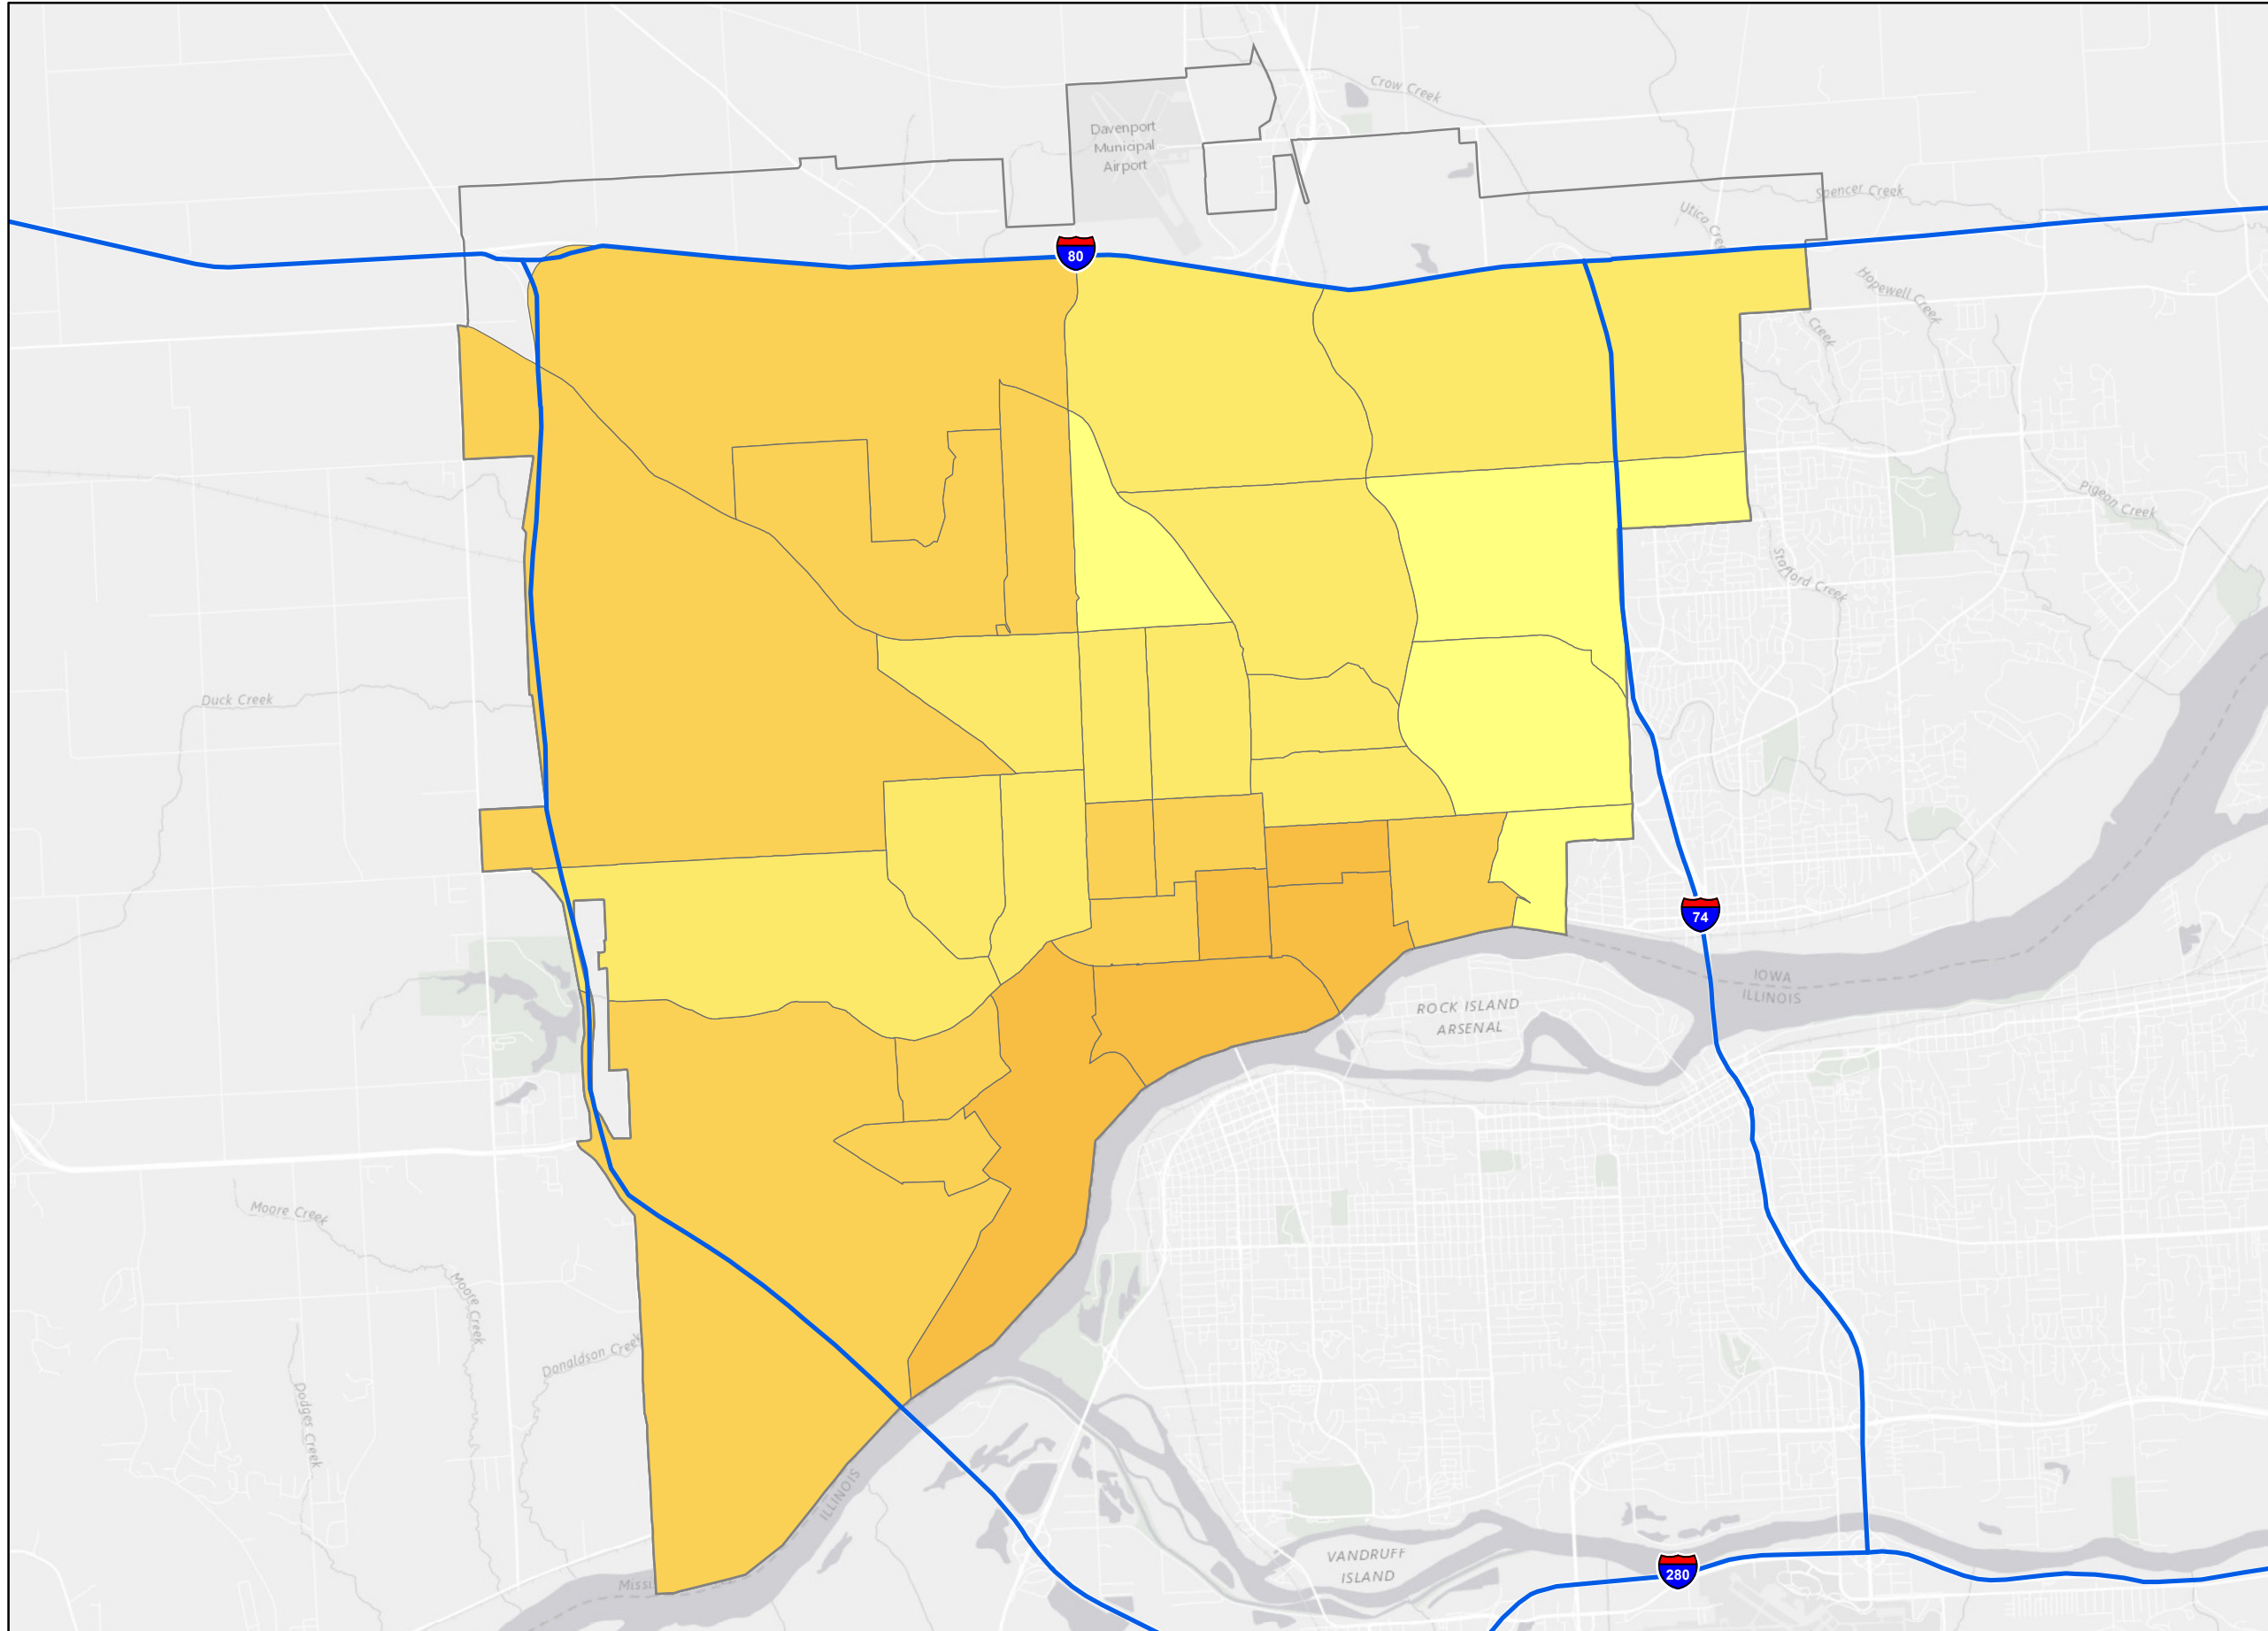 Crow Creek
Davenport
Municipal
Airport
Spencer Creek
Utica
80
Hopewell Creek
Creek
Pigeon Creek
Stafford Creek
Duck Creek
74
IOWA
ILLINOIS
ROCK ISLAND
ARSENAL
Moore Creek
Moore Creek
Donaldson Creek
Dodges Creek
ILLINOIS
VANDRUFF
ISLAND
280